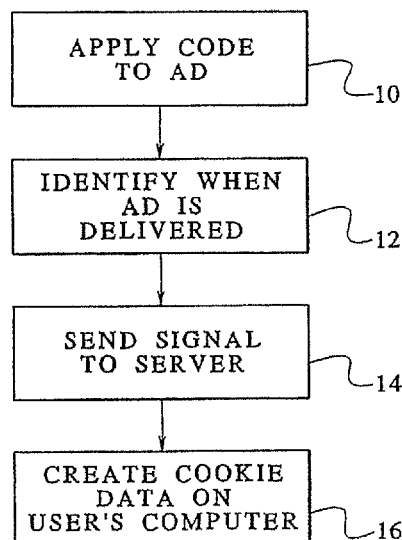 APPLY CODE
TO AD
10
IDENTIFY WHEN
AD IS
DELIVERED
12
SEND SIGNAL
TO SERVER
14
CREATE COOKIE
DATA ON
USER'S COMPUTER
16